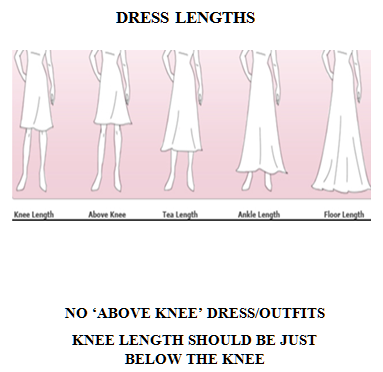 DRESS LENGTHS
Knee Length Above Knee Tea Length Ankle Length Floor Length
NO ‘ABOVE KNEE’ DRESS/OUTFITS
KNEE LENGTH SHOULD BE JUST
BELOW THE KNEE